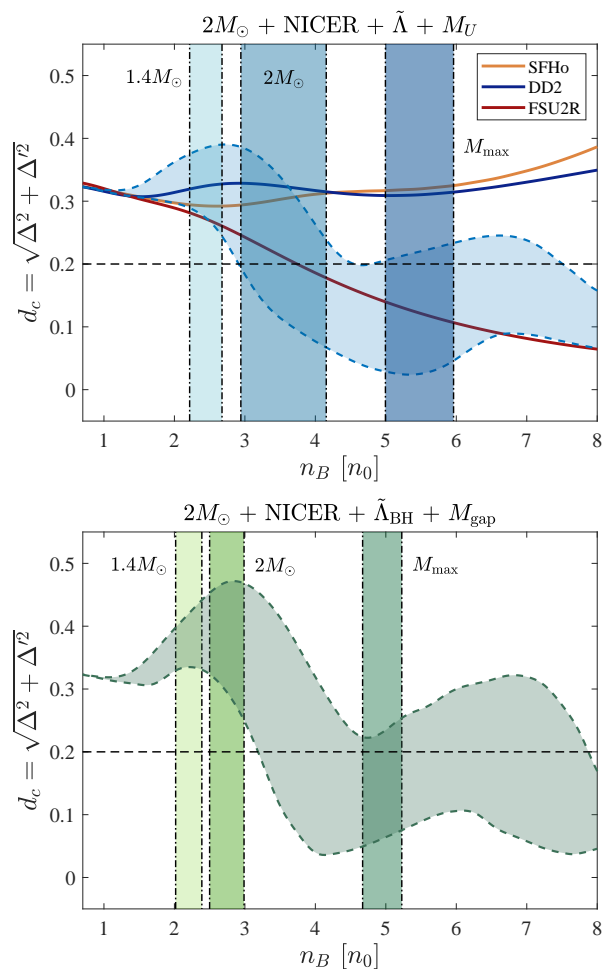 2M⊙ + NICER + Λ̃ + M_U
0.5
0.4
0.3
0.2
0.1
0
d_c = √Δ² + Δ′²
1.4M⊙
2M⊙
M_max
SFHo
DD2
FSU2R
1 2 3 4 5 6 7 8
n_B [n_0]
2M⊙ + NICER + Λ̃_BH + M_gap
0.5
0.4
0.3
0.2
0.1
0
d_c = √Δ² + Δ′²
1.4M⊙
2M⊙
M_max
1 2 3 4 5 6 7 8
n_B [n_0]